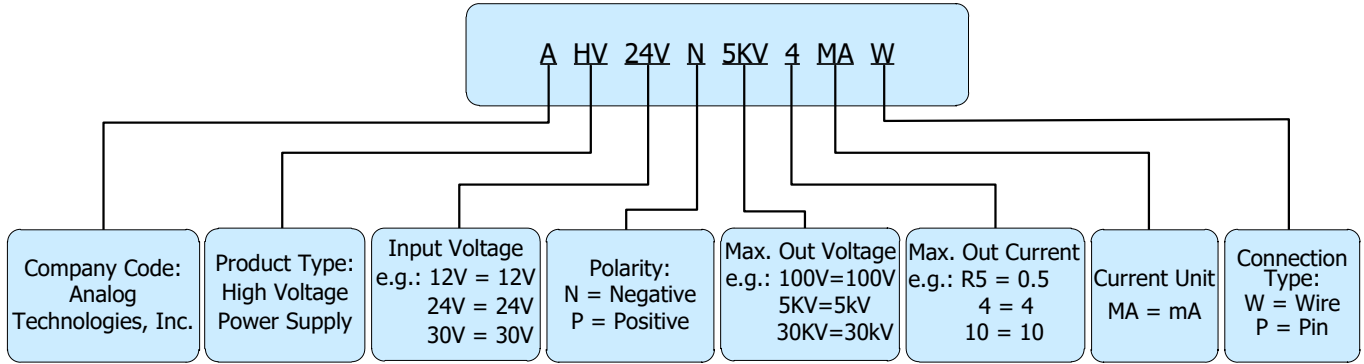 A HV 24V N 5KV 4 MA W
Company Code:
Analog
Technologies, Inc.
Product Type:
High Voltage
Power Supply
Input Voltage
e.g.: 12V = 12V
24V = 24V
30V = 30V
Polarity:
N = Negative
P = Positive
Max. Out Voltage
e.g.: 100V=100V
5KV=5kV
30KV=30kV
Max. Out Current
e.g.: R5 = 0.5
4 = 4
10 = 10
Current Unit
MA = mA
Connection
Type:
W = Wire
P = Pin